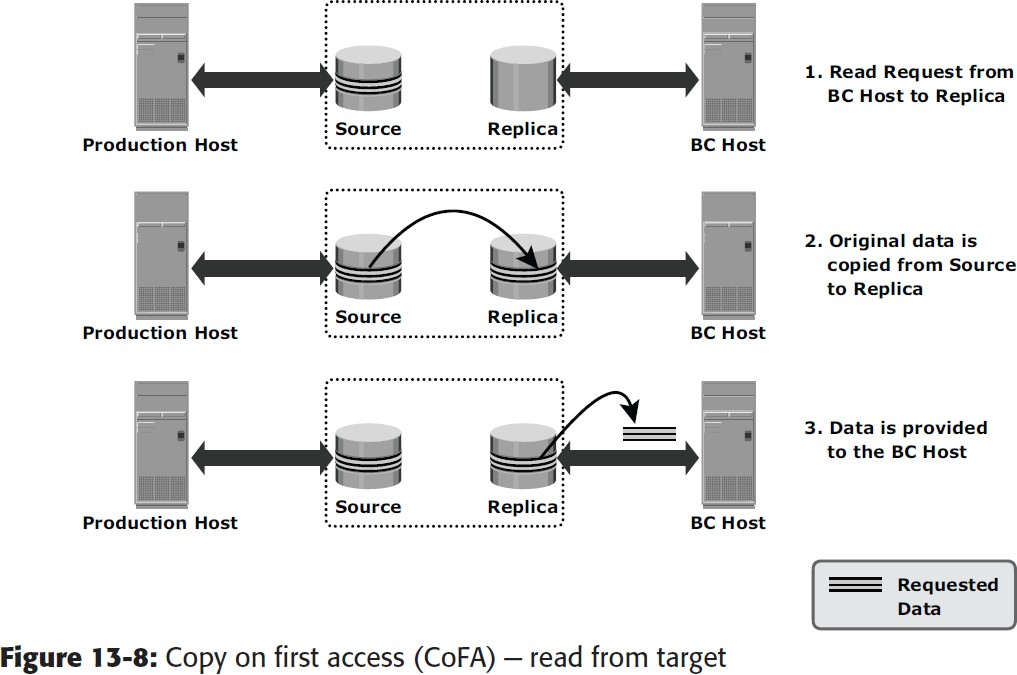 Production Host
Source
Replica
BC Host
1. Read Request from
BC Host to Replica
Production Host
Source
Replica
BC Host
2. Original data is
copied from Source
to Replica
Production Host
Source
Replica
BC Host
3. Data is provided
to the BC Host
Requested
Data
Figure 13-8: Copy on first access (CoFA) — read from target